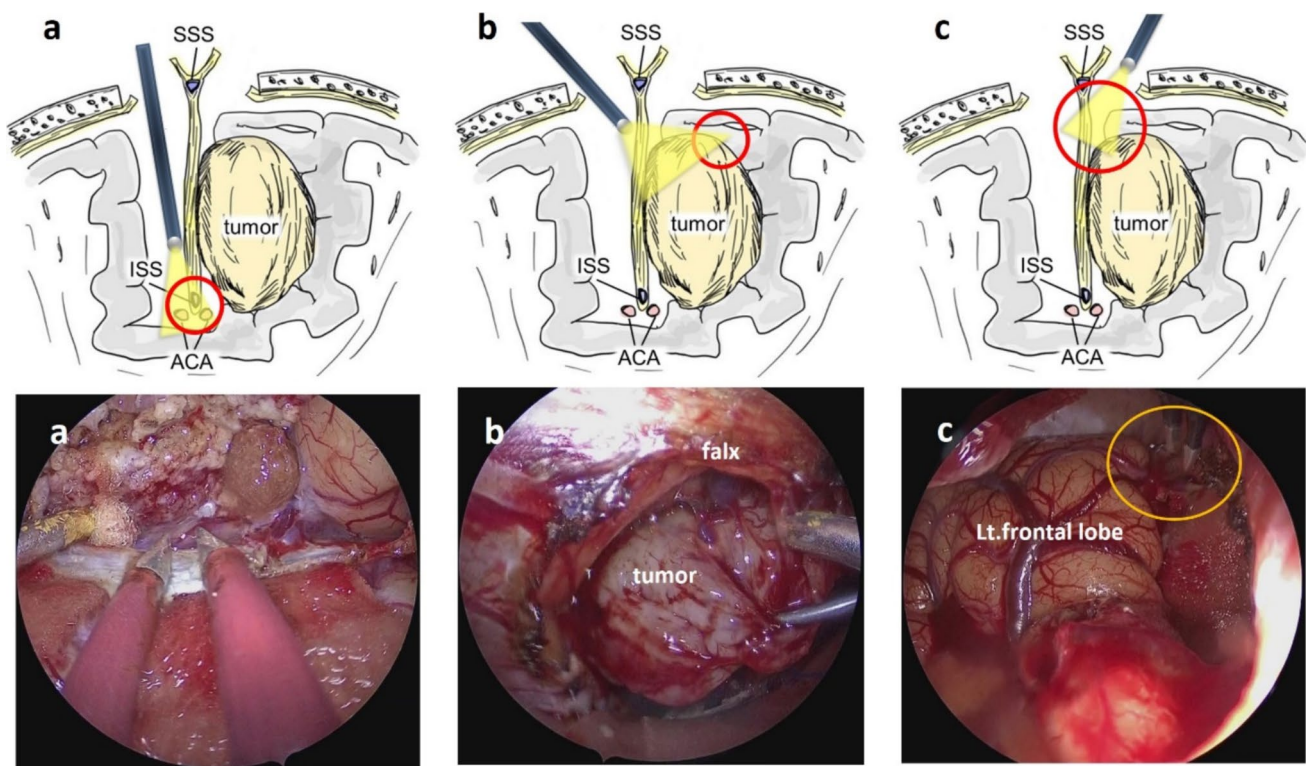 a
SSS
tumor
ISS
ACA
b
SSS
tumor
ISS
ACA
c
SSS
tumor
ISS
ACA
a
b
falx
tumor
c
Lt.frontal lobe